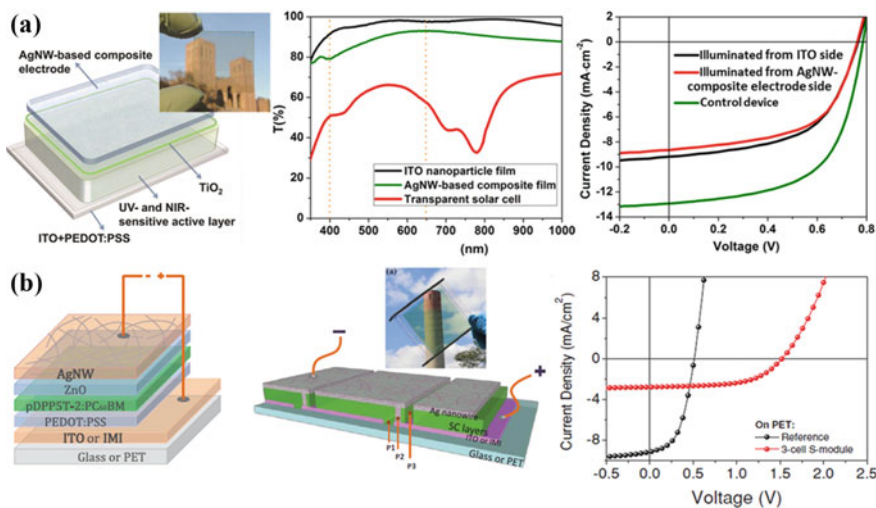 (a)
AgNW-based composite
electrode
TiO₂
UV- and NIR-
sensitive active layer
ITO+PEDOT:PSS
T(%)
100
80
60
40
20
0
ITO nanoparticle film
AgNW-based composite film
Transparent solar cell
400 500 600 700 800 900 1000
(nm)
Current Density (mA·cm⁻²)
2
0
-2
-4
-6
-8
-10
-12
-14
Illuminated from ITO side
Illuminated from AgNW-
composite electrode side
Control device
-0.2 0.0 0.2 0.4 0.6 0.8
Voltage (V)
(b)
- +
AgNW
ZnO
pDPP5T-2:PC₆₀BM
PEDOT:PSS
ITO or IMI
Glass or PET
(a)
−
+
Ag nanowire
SC layers
ITO or IMI
Glass or PET
P1
P2
P3
Current Density (mA/cm²)
8
4
0
-4
-8
On PET:
Reference
3-cell S-module
0.0 0.5 1.0 1.5 2.0 2.5
Voltage (V)